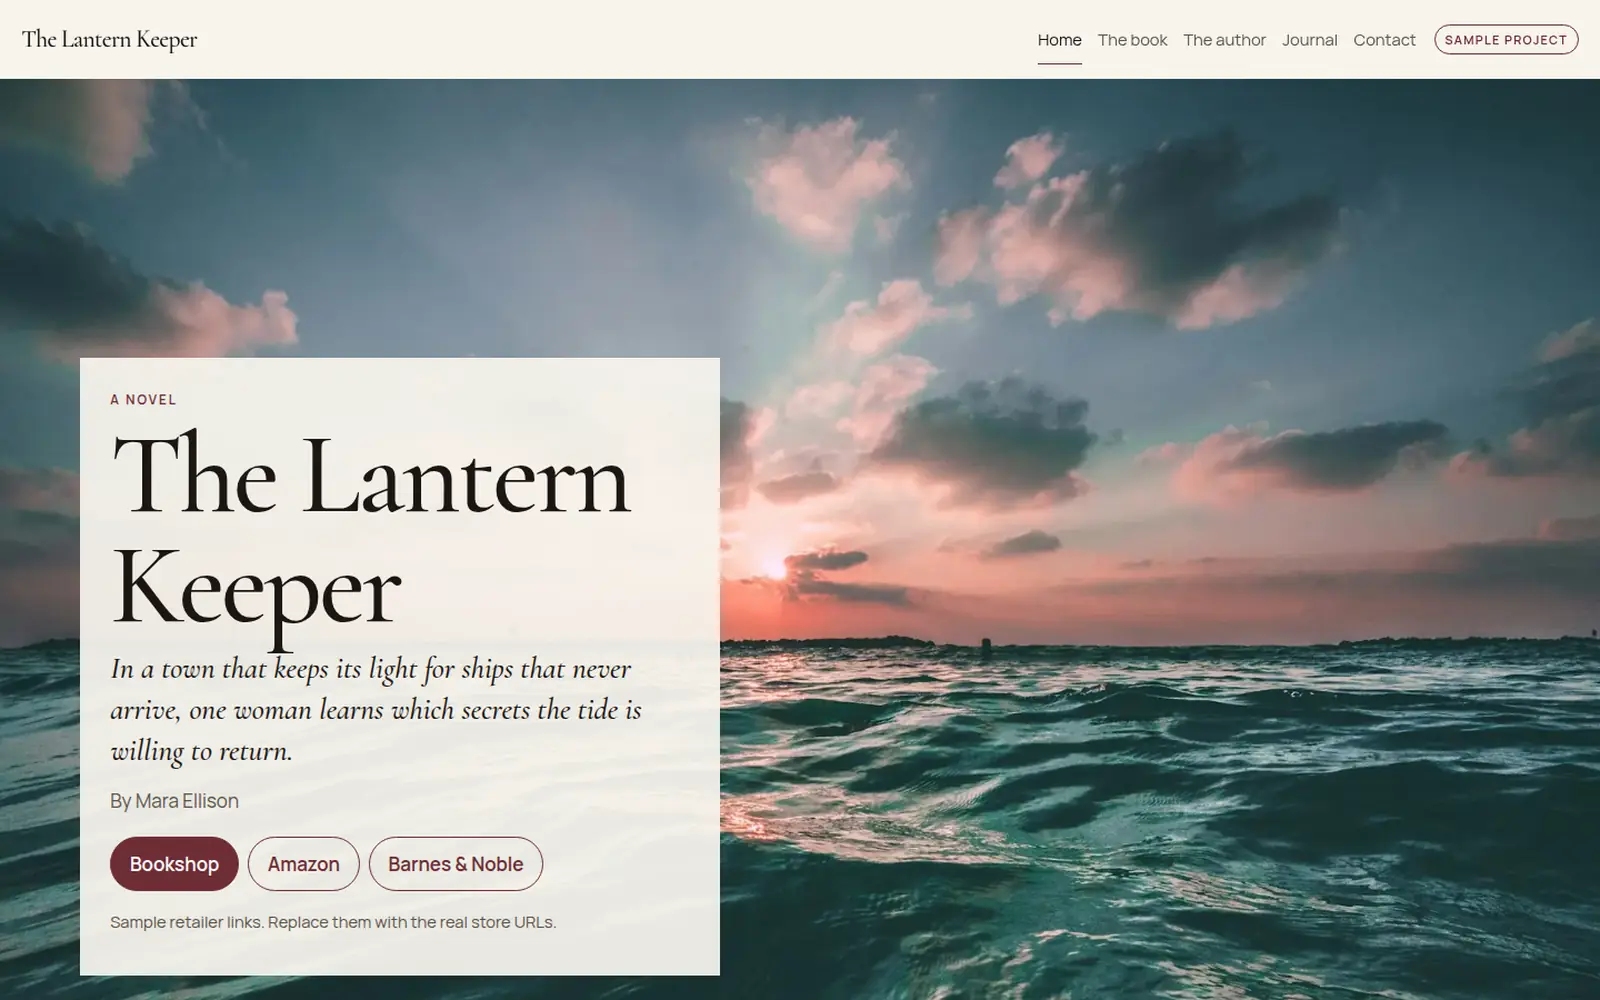 The Lantern Keeper
Home The book The author Journal Contact SAMPLE PROJECT
A NOVEL
The Lantern
Keeper
In a town that keeps its light for ships that never
arrive, one woman learns which secrets the tide is
willing to return.
By Mara Ellison
Bookshop Amazon Barnes & Noble
Sample retailer links. Replace them with the real store URLs.